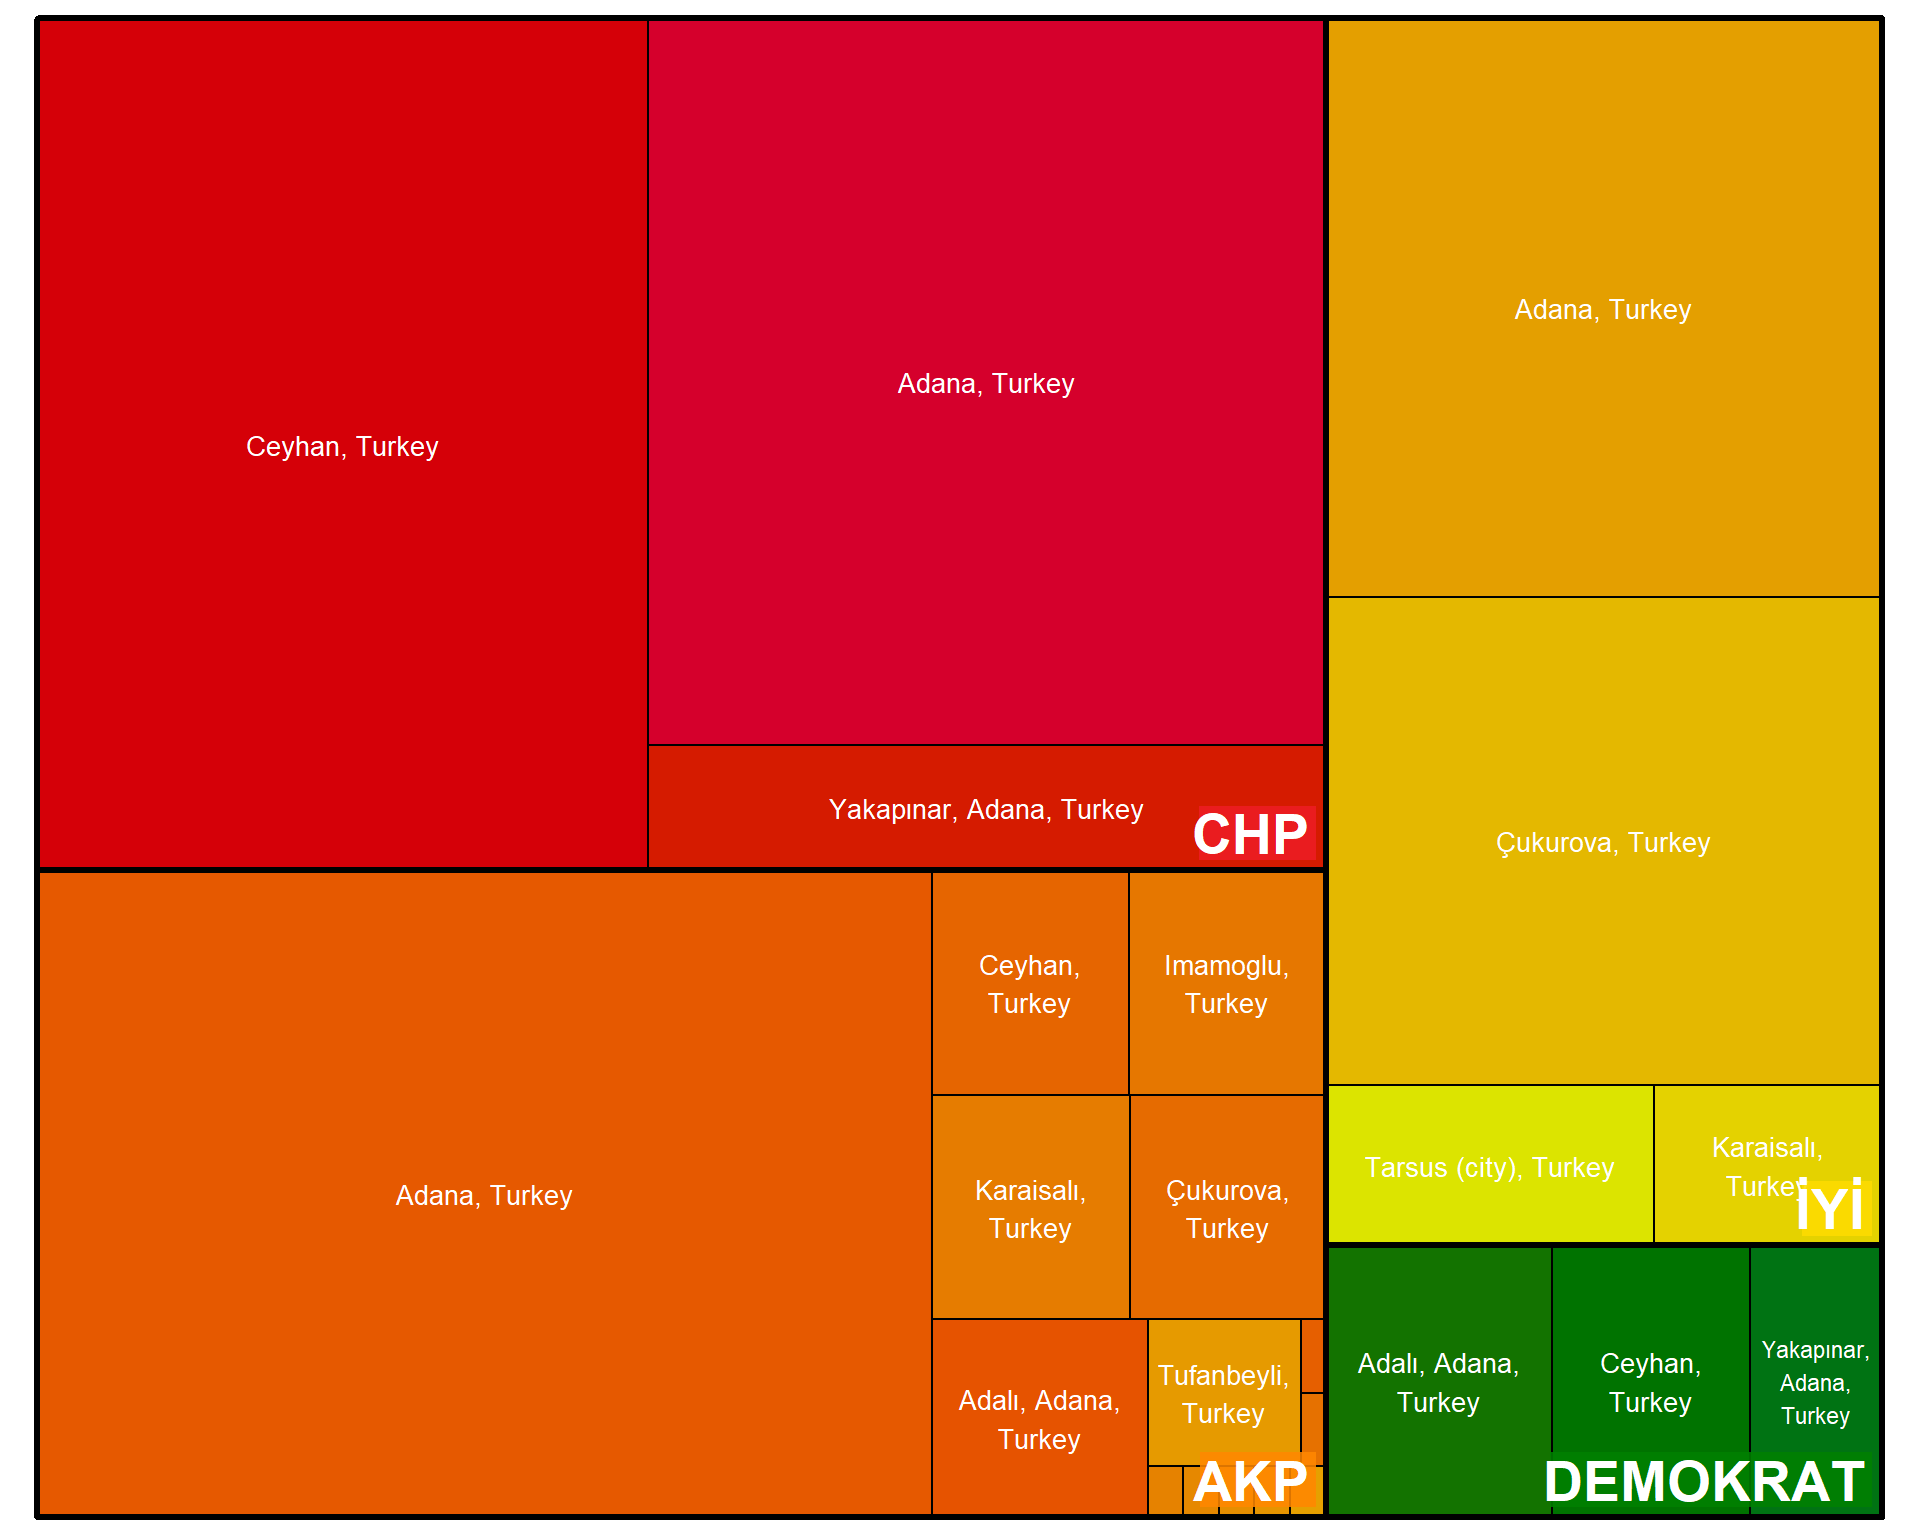 Ceyhan, Turkey
Adana, Turkey
Yakapınar, Adana, Turkey
CHP
Adana, Turkey
Ceyhan,
Turkey
Imamoglu,
Turkey
Karaisalı,
Turkey
Çukurova,
Turkey
Adalı, Adana,
Turkey
Tufanbeyli,
Turkey
AKP
Adana, Turkey
Çukurova, Turkey
Tarsus (city), Turkey
Karaisalı,
Turkey
İYİ
Adalı, Adana,
Turkey
Ceyhan,
Turkey
Yakapınar,
Adana,
Turkey
DEMOKRAT